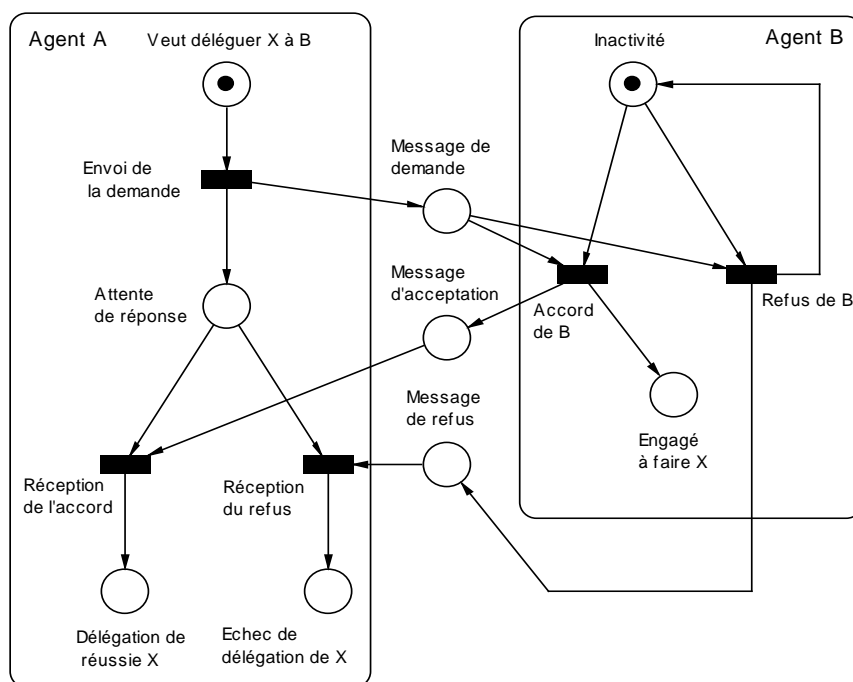 Agent A
Veut déléguer X à B
Inactivité
Agent B
Envoi de
la demande
Message de
demande
Attente
de réponse
Message
d'acceptation
Accord
de B
Refus de B
Message
de refus
Engagé
à faire X
Réception
de l'accord
Réception
du refus
Délégation de
réussie X
Echec de
délégation de X